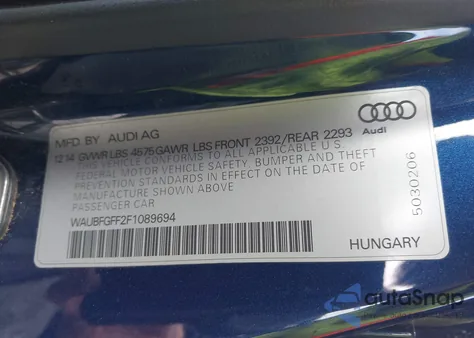 MFD. BY AUDI AG
12 14 GVWR LBS 4575 GAWR LBS FRONT 2392/REAR 2293
THIS VEHICLE CONFORMS TO ALL APPLICABLE U.S.
FEDERAL MOTOR VEHICLE SAFETY, BUMPER AND THEFT
PREVENTION STANDARDS IN EFFECT ON THE DATE OF
MANUFACTURE SHOWN ABOVE
PASSENGER CAR
WAUBFGFF2F1089694
Audi
5030206
HUNGARY
autoSnap